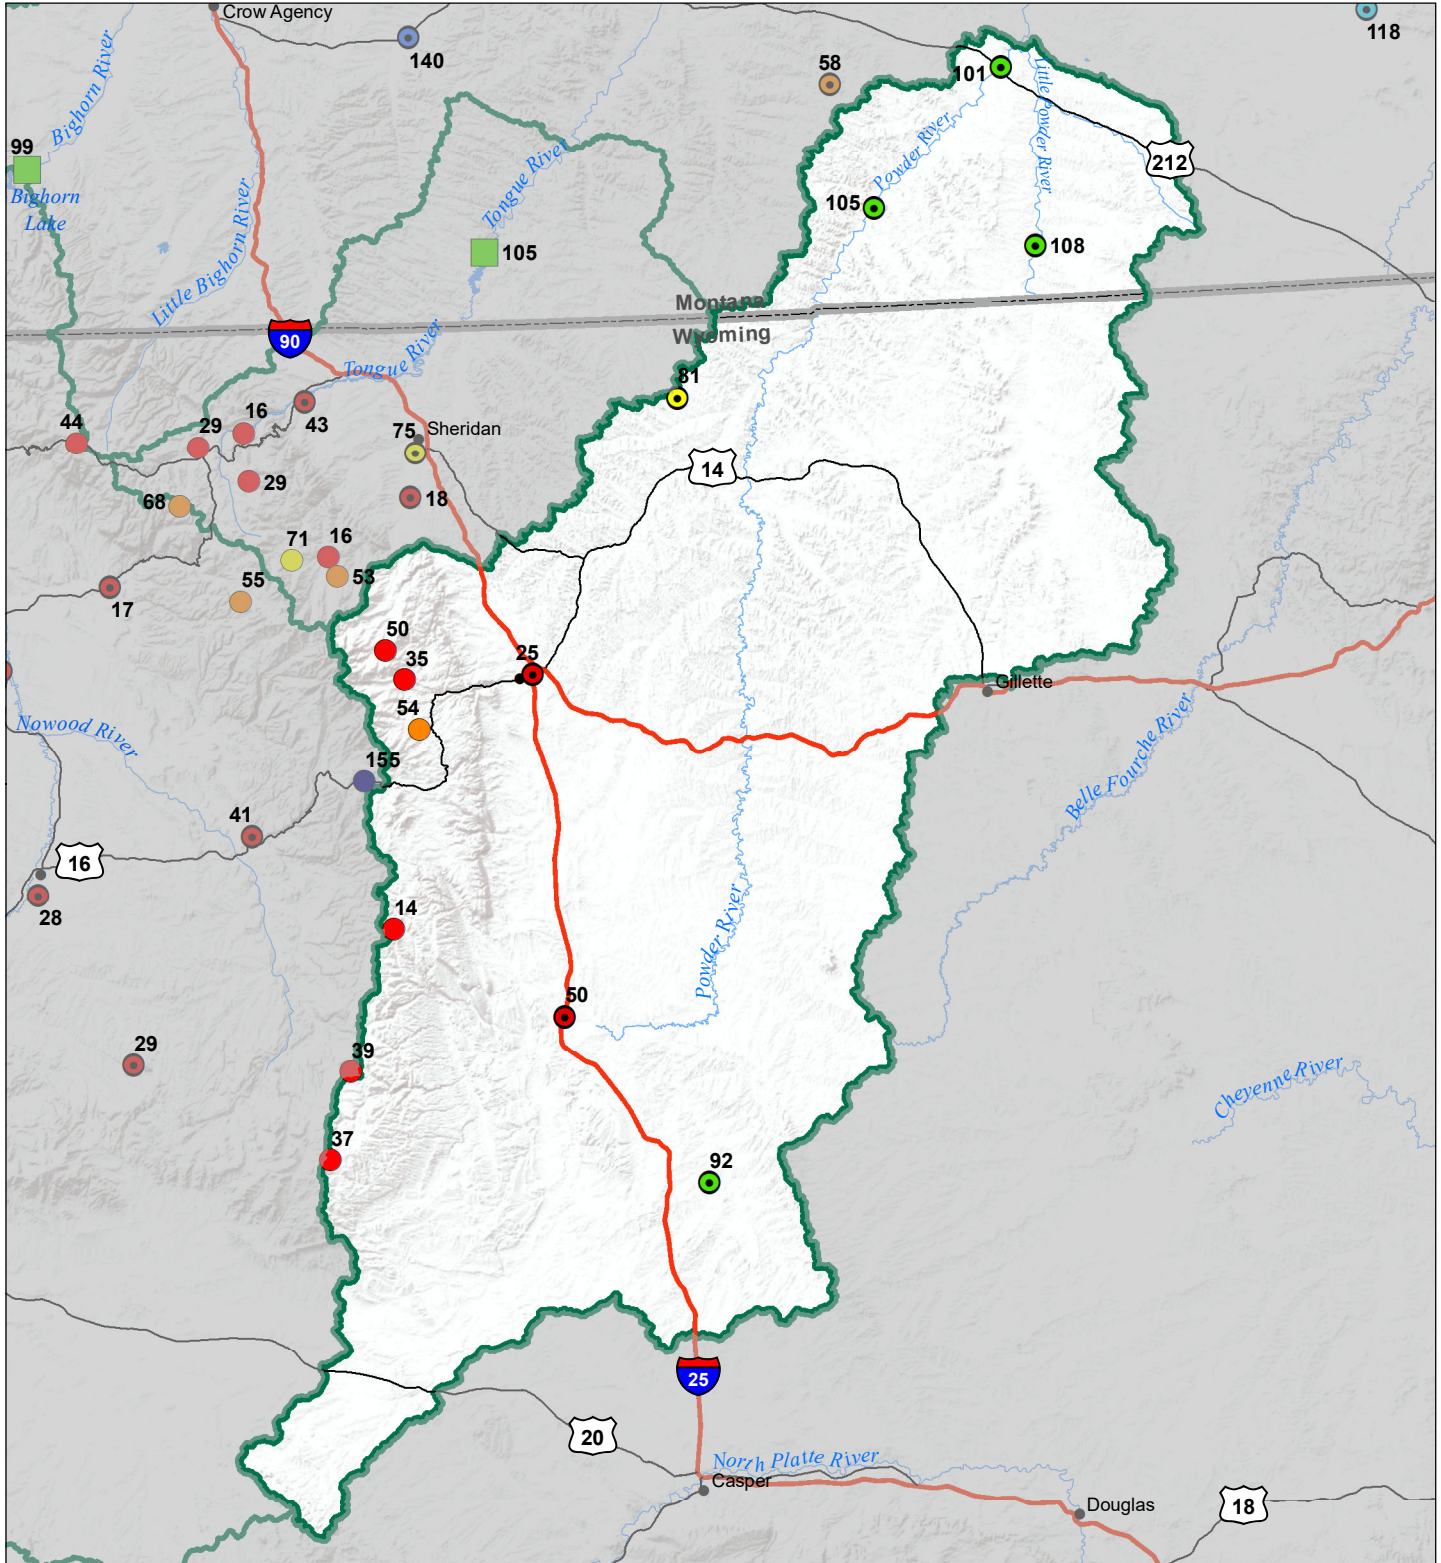 Crow Agency
140
118
58
101
Bighorn River
Little Powder River
Powder River
99
212
Bighorn
Lake
Tongue River
105
105
108
Little Bighorn River
Montana
Wyoming
90
Tongue River
81
44
29
16
43
75
Sheridan
14
29
18
68
71
16
53
55
17
50
35
25
Gillette
54
Nowood River
155
Belle Fourche River
41
16
28
14
Powder River
50
29
39
Cheyenne River
37
92
25
20
North Platte River
Casper
Douglas
18